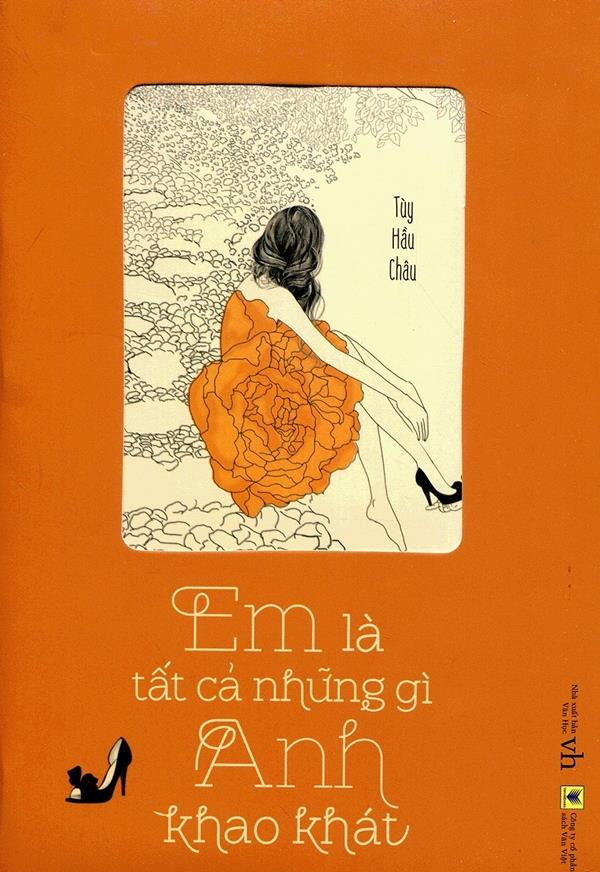 Tùy
Hầu
Châu
Em là
tất cả những gì
Anh
khao khát
Nhà xuất bản
Văn Học
vh
Công ty cổ phần
sách Văn Việt